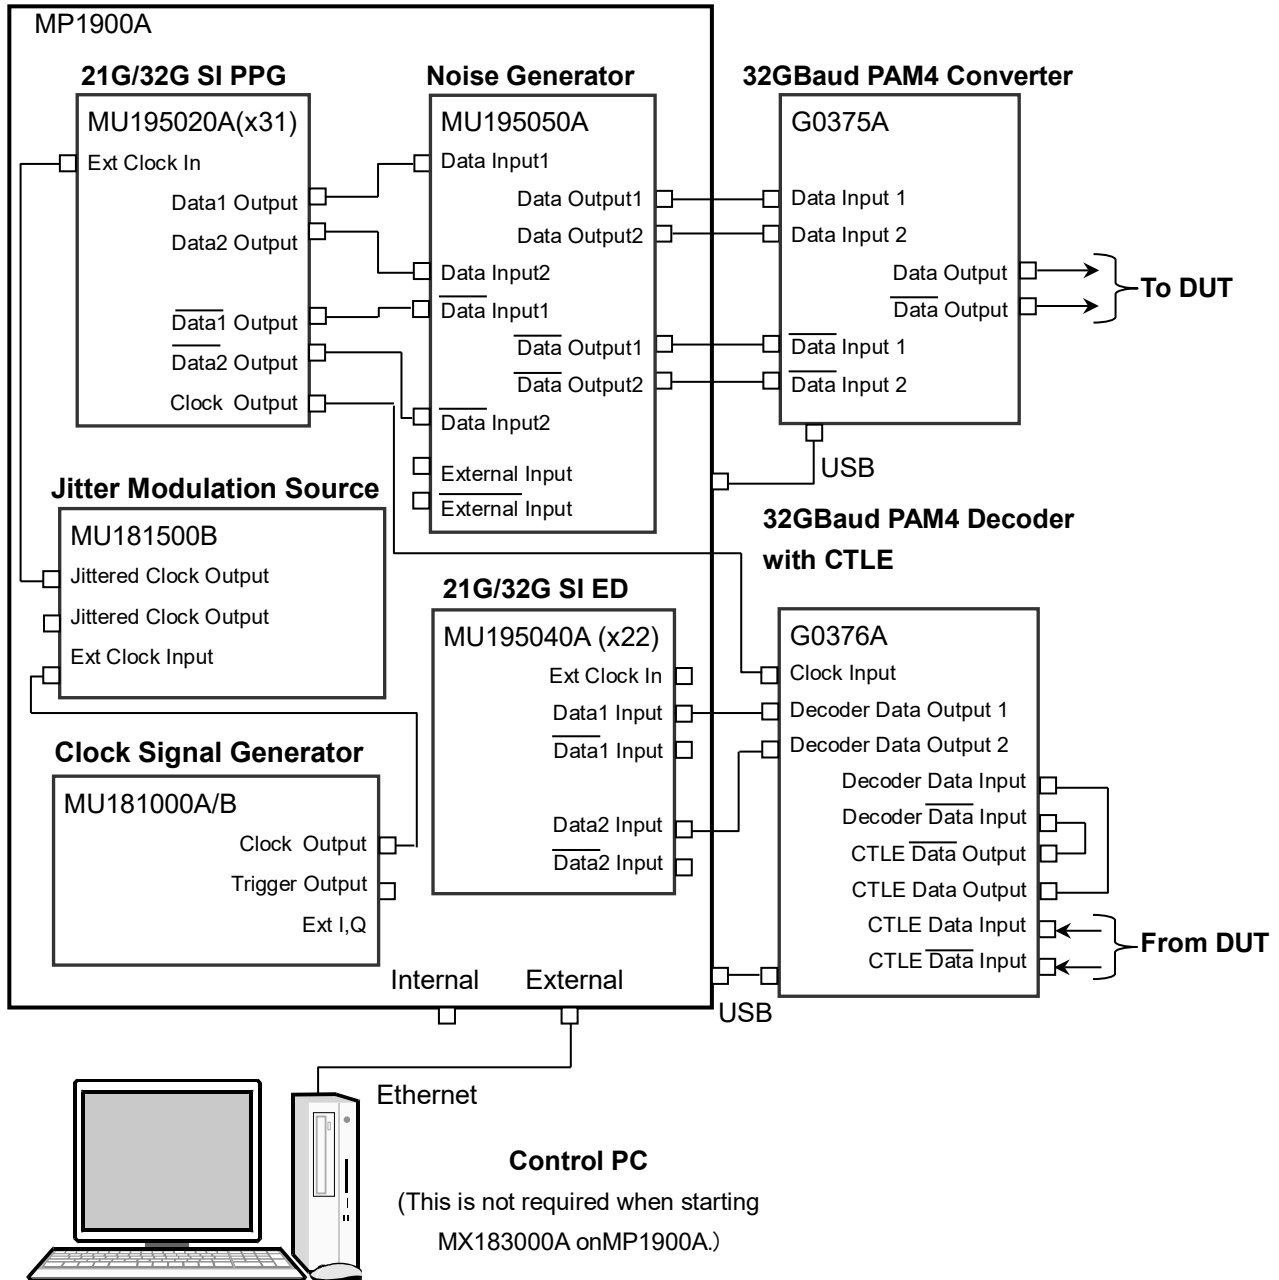 MP1900A
21G/32G SI PPG
MU195020A(x31)
Ext Clock In
Data1 Output
Data2 Output
Data1 Output
Data2 Output
Clock Output
Noise Generator
MU195050A
Data Input1
Data Output1
Data Output2
Data Input2
Data Input1
Data Output1
Data Output2
Data Input2
External Input
External Input
32GBaud PAM4 Converter
G0375A
Data Input 1
Data Input 2
Data Output
Data Output
Data Input 1
Data Input 2
To DUT
USB
Jitter Modulation Source
MU181500B
Jittered Clock Output
Jittered Clock Output
Ext Clock Input
21G/32G SI ED
MU195040A (x22)
Ext Clock In
Data1 Input
Data1 Input
Data2 Input
Data2 Input
32GBaud PAM4 Decoder
with CTLE
G0376A
Clock Input
Decoder Data Output 1
Decoder Data Output 2
Decoder Data Input
Decoder Data Input
CTLE Data Output
CTLE Data Output
CTLE Data Input
CTLE Data Input
From DUT
Clock Signal Generator
MU181000A/B
Clock Output
Trigger Output
Ext I,Q
Internal
External
USB
Ethernet
Control PC
(This is not required when starting
MX183000A onMP1900A.)